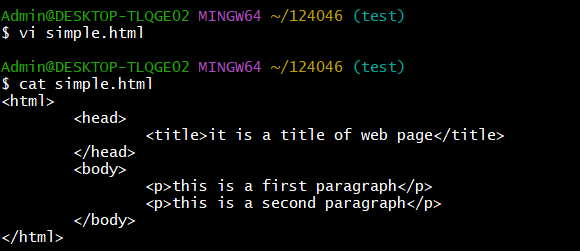 Admin@DESKTOP-TLQGE02 MINGW64 ~/124046 (test)
$ vi simple.html
Admin@DESKTOP-TLQGE02 MINGW64 ~/124046 (test)
$ cat simple.html
<html>
        <head>
                <title>it is a title of web page</title>
        </head>
        <body>
                <p>this is a first paragraph</p>
                <p>this is a second paragraph</p>
        </body>
</html>